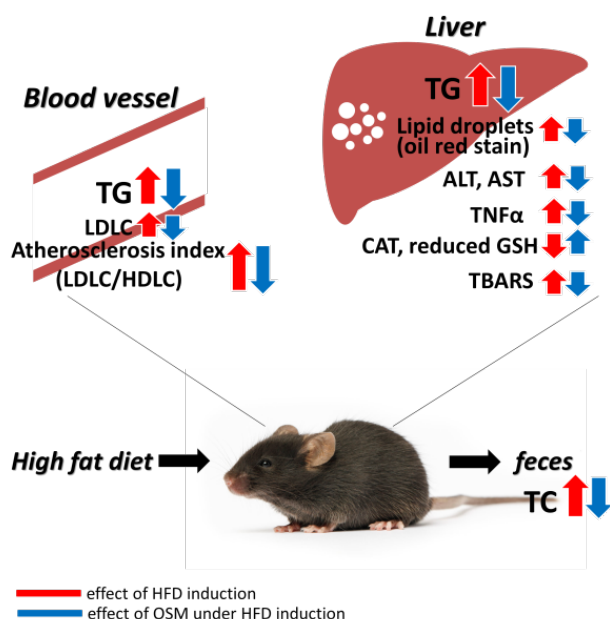 Liver
TG
Lipid droplets
(oil red stain)
ALT, AST
TNFα
CAT, reduced GSH
TBARS
Blood vessel
TG
LDLC
Atherosclerosis index
(LDLC/HDLC)
High fat diet
feces
TC
effect of HFD induction
effect of OSM under HFD induction